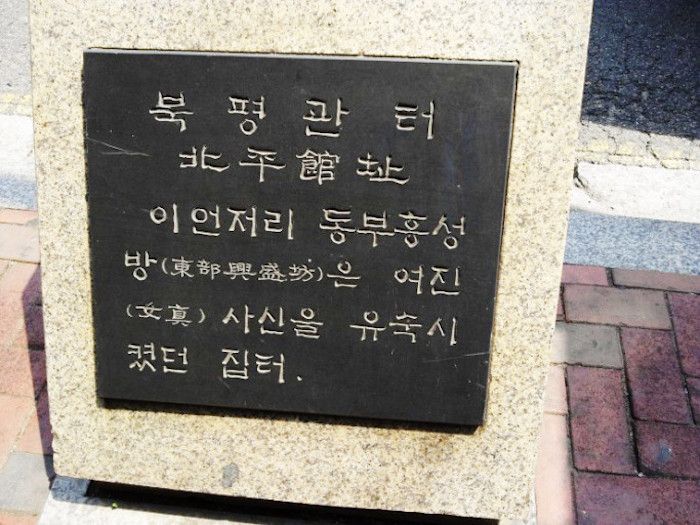 북평관터
北平館址
이언저리 동부흥성
방(東部興盛坊)은 여진
(女真) 사신을 유숙시
켰던 집터.